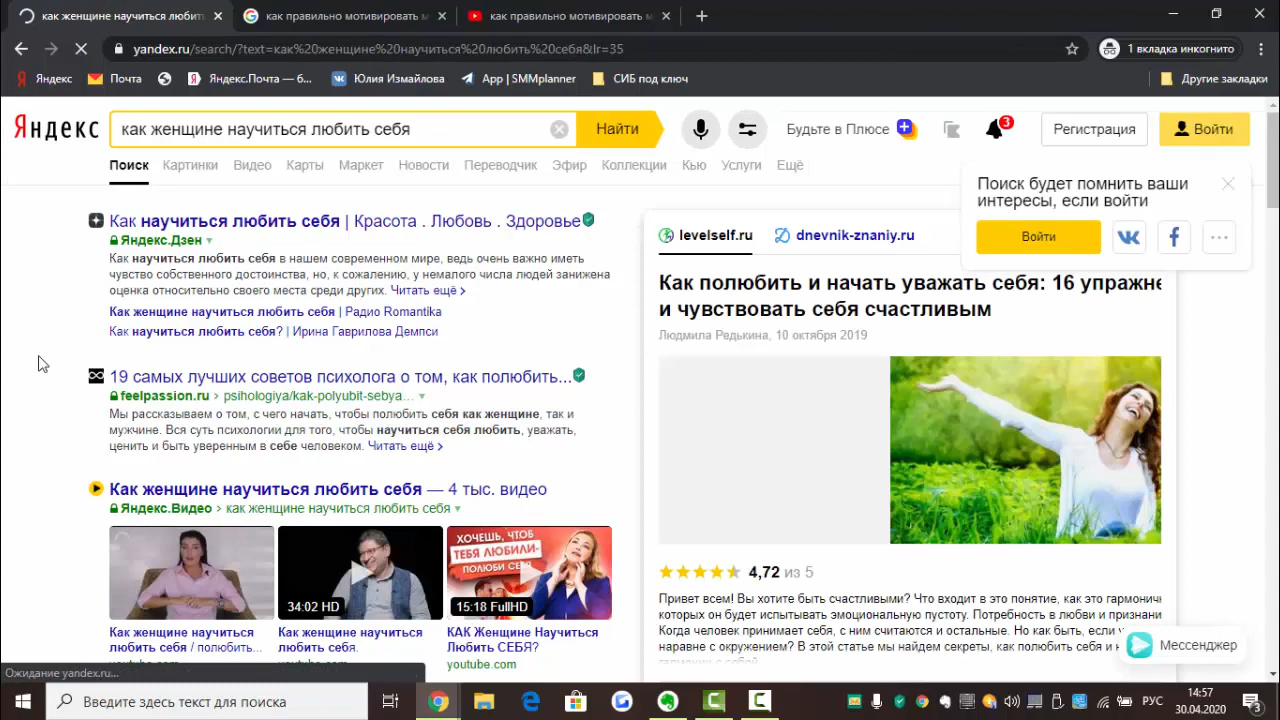 как женщине научиться любит
как правильно мотивировать м
как правильно мотивировать м
yandex.ru/search/?text=как%20женщине%20научиться%20любить%20себя&lr=35
1 вкладка инкогнито
Яндекс
Почта
Яндекс.Почта — б...
Юлия Измайлова
App | SMMplanner
СИБ под ключ
Другие закладки
Яндекс
как женщине научиться любить себя
Найти
Будьте в Плюсе
3
Регистрация
Войти
Поиск
Картинки
Видео
Карты
Маркет
Новости
Переводчик
Эфир
Коллекции
Кью
Услуги
Ещё
Поиск будет помнить ваши
интересы, если войти
Войти
Как научиться любить себя | Красота . Любовь . Здоровье
Яндекс.Дзен
Как научиться любить себя в нашем современном мире, ведь очень важно иметь
чувство собственного достоинства, но, к сожалению, у немалого числа людей занижена
оценка относительно своего места среди других. Читать ещё >
Как женщине научиться любить себя | Радио Romantika
Как научиться любить себя? | Ирина Гаврилова Демпси
19 самых лучших советов психолога о том, как полюбить...
feelpassion.ru › psihologiya/kak-polyubit-sebya...
Мы рассказываем о том, с чего начать, чтобы полюбить себя как женщине, так и
мужчине. Вся суть психологии для того, чтобы научиться себя любить, уважать,
ценить и быть уверенным в себе человеком. Читать ещё >
Как женщине научиться любить себя — 4 тыс. видео
Яндекс.Видео › как женщине научиться любить себя
34:02 HD
ХОЧЕШЬ, ЧТОБ
ТЕБЯ ЛЮБИЛИ-
ПОЛЮБИ СЕБЯ
15:18 FullHD
Как женщине научиться
любить себя / полюбить...
Как женщине научиться
любить себя.
КАК Женщине Научиться
Любить СЕБЯ?
youtube.com
levelself.ru
dnevnik-znaniy.ru
Как полюбить и начать уважать себя: 16 упражне
и чувствовать себя счастливым
Людмила Редькина, 10 октября 2019
4,72 из 5
Привет всем! Вы хотите быть счастливыми? Что входит в это понятие, как это гармоничн
которых он будет испытывать эмоциональную пустоту. Потребность в любви и признани
Когда человек принимает себя, с ним считаются и остальные. Но как быть, если
наравне с окружением? В этой статье мы найдем секреты, как полюбить себя и
гармонии с собой.
Мессенджер
Ожидание yandex.ru...
Введите здесь текст для поиска
РУС
14:57
30.04.2020
3